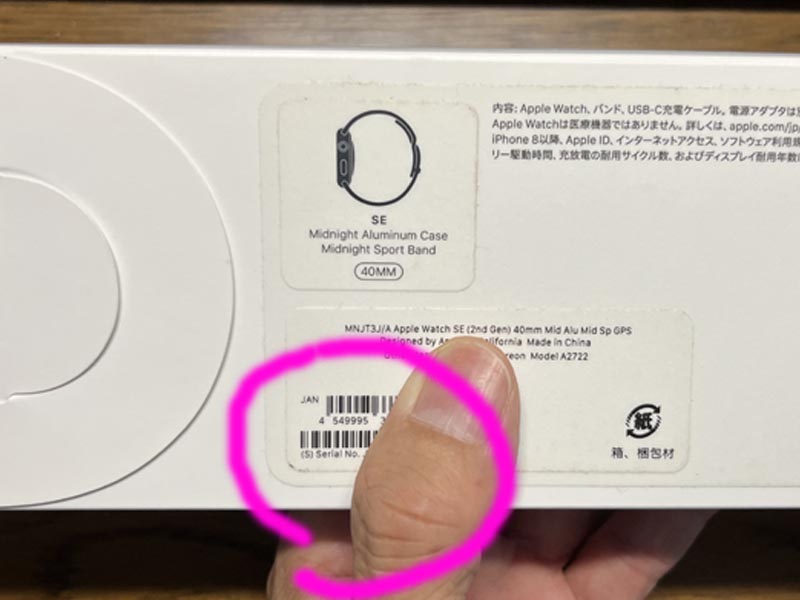 SE
Midnight Aluminum Case
Midnight Sport Band
40MM
内容: Apple Watch、バンド、USB-C充電ケーブル。電源アダプタは別
Apple Watchは医療機器ではありません。詳しくは、apple.com/jp
iPhone 8以降、Apple ID、インターネットアクセス、ソフトウェア利用規
リー駆動時間、充放電の耐用サイクル数、およびディスプレイ耐用年数
MNJT3J/A Apple Watch SE (2nd Gen) 40mm Mid Alu Mid Sp GPS
Designed by California Made in China
Model A2722
JAN
4 549995 3
(S) Serial No.
紙
箱、梱包材